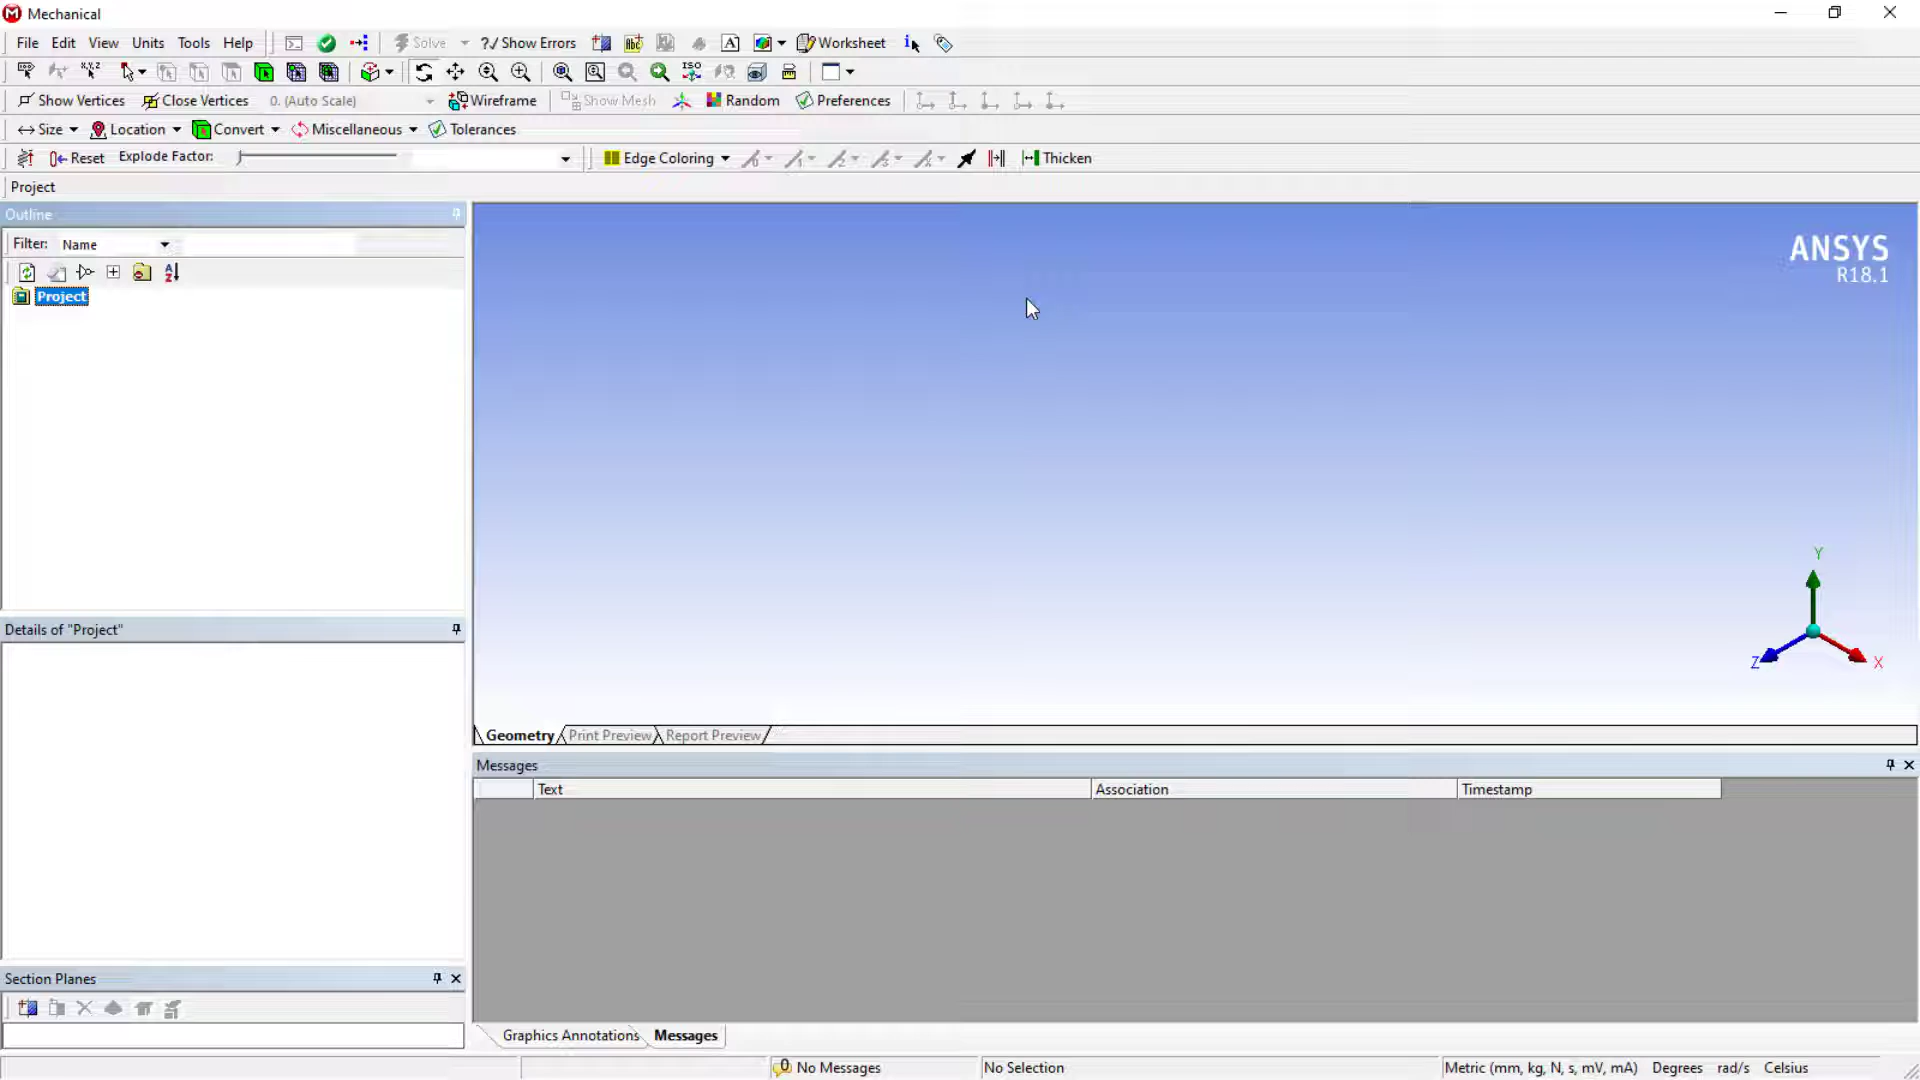 Mechanical
File Edit View Units Tools Help Solve ?/ Show Errors Worksheet
ISO
Show Vertices Close Vertices 0. (Auto Scale) Wireframe Show Mesh Random Preferences
Size Location Convert Miscellaneous Tolerances
Reset Explode Factor: Edge Coloring Thicken
Project
Outline
Filter: Name
Project
ANSYS
R18.1
Y
Z X
Details of "Project"
Geometry Print Preview Report Preview
Messages
Text Association Timestamp
Section Planes
Graphics Annotations Messages
0 No Messages No Selection Metric (mm, kg, N, s, mV, mA) Degrees rad/s Celsius